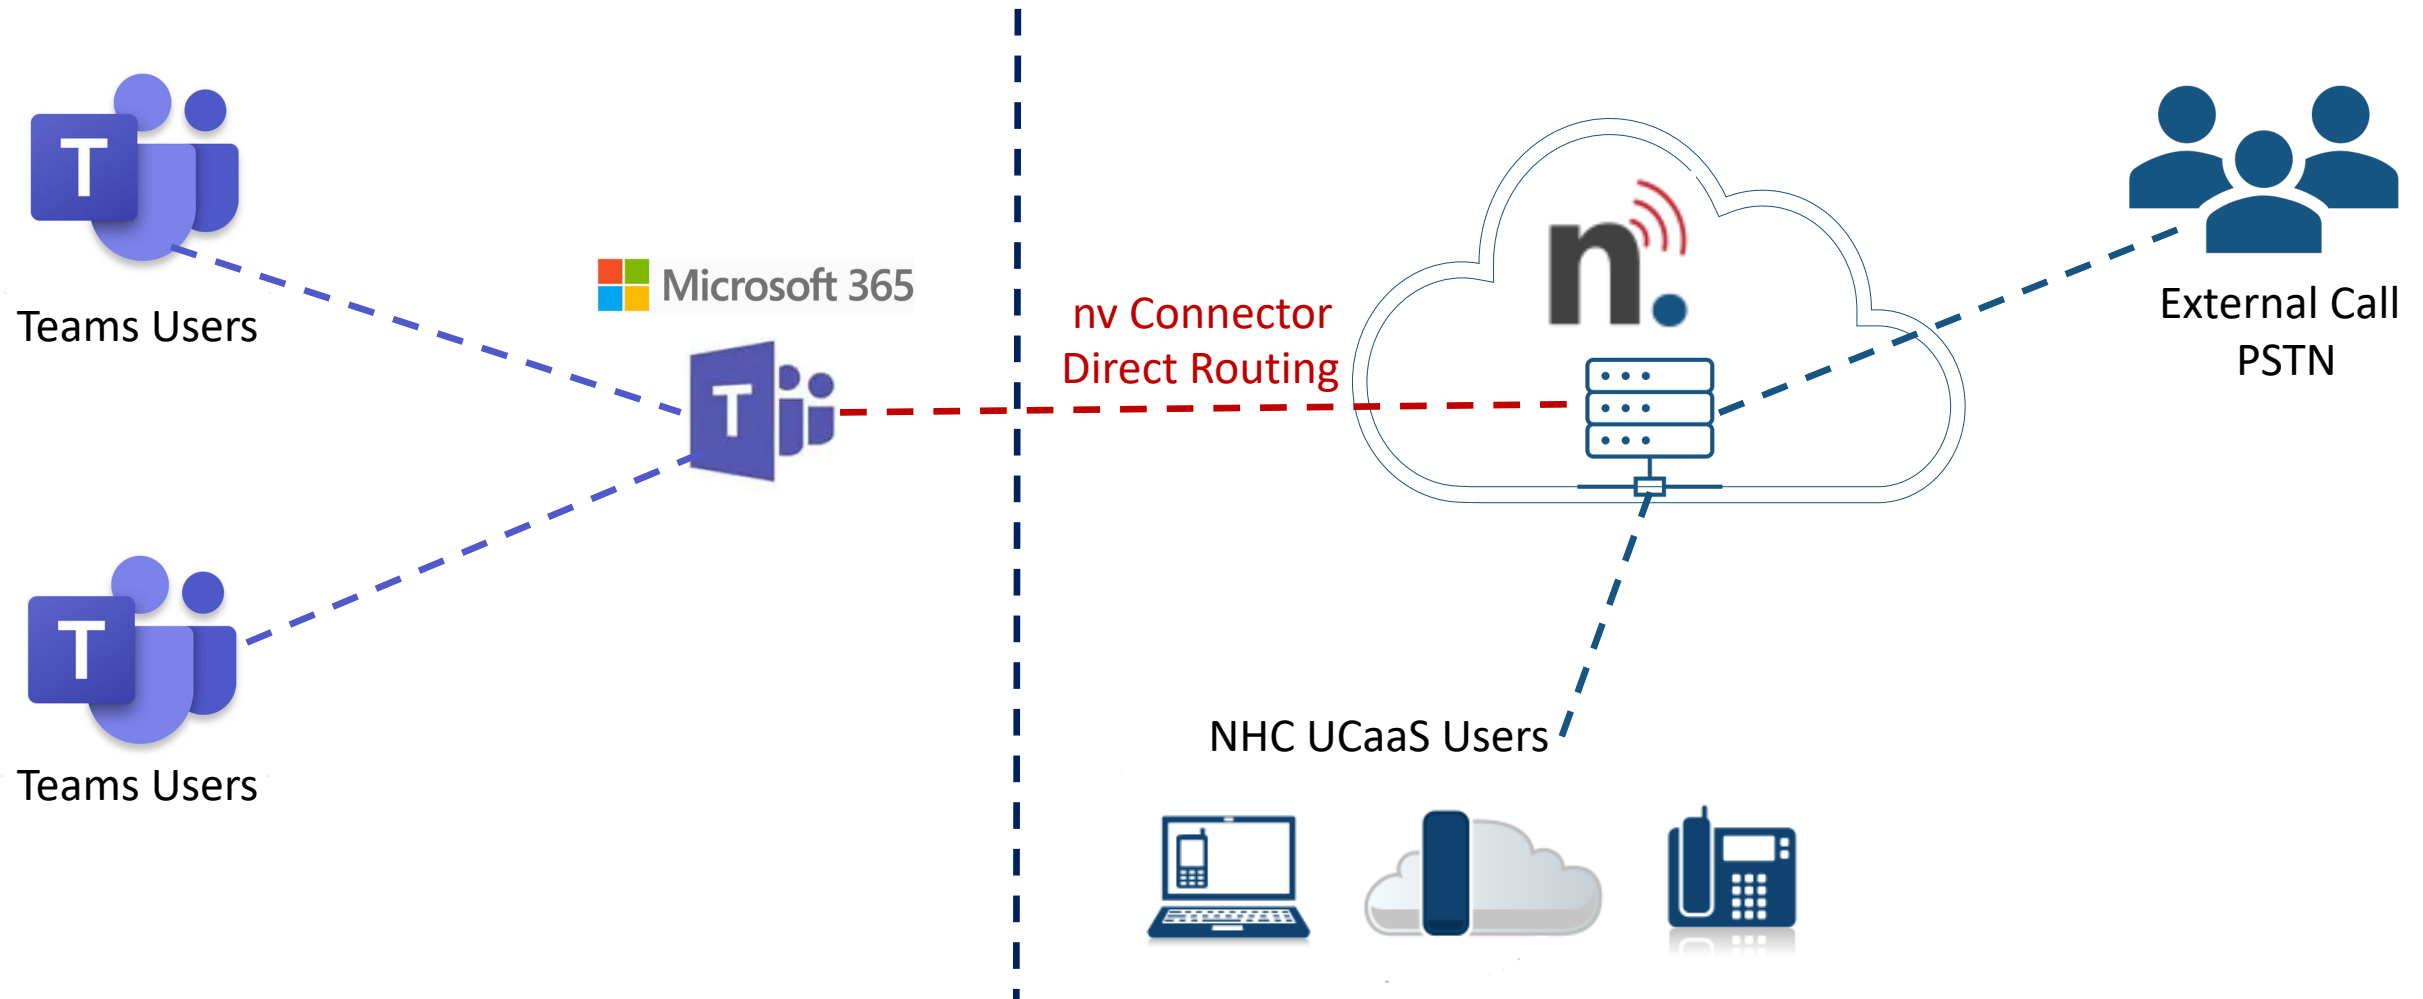 T
Teams Users
Microsoft 365
T
nv Connector
Direct Routing
n.
External Call
PSTN
T
Teams Users
NHC UCaaS Users